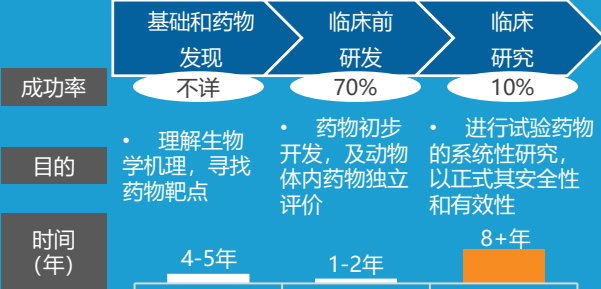 基础和药物
发现
临床前
研发
临床
研究
成功率
不详
70%
10%
目的
• 理解生物
学机理，寻找
药物靶点
• 药物初步
开发，及动物
体内药物独立
评价
• 进行试验药物
的系统性研究，
以正式其安全性
和有效性
时间
（年）
4-5年
1-2年
8+年